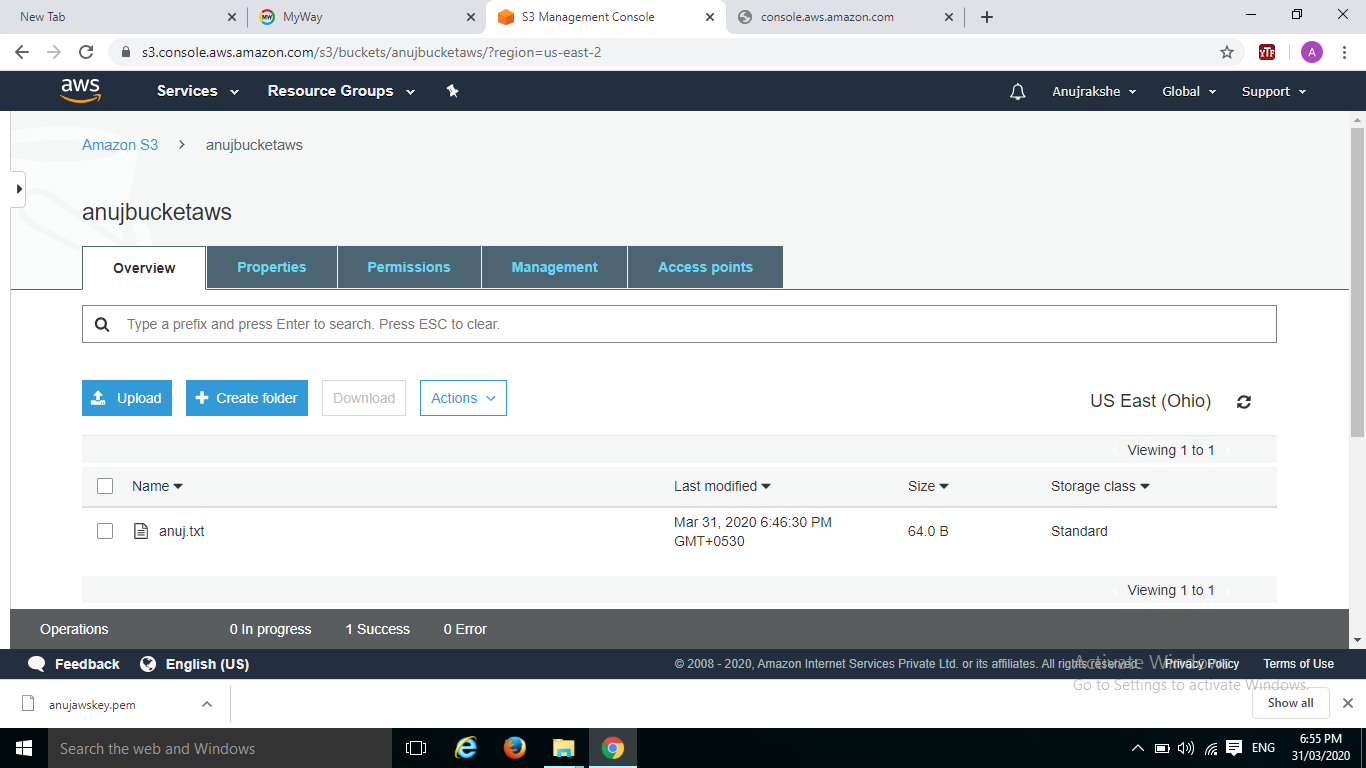 New Tab
MyWay
S3 Management Console
console.aws.amazon.com
s3.console.aws.amazon.com/s3/buckets/anujbucketaws/?region=us-east-2
YTF
A
aws
Services
Resource Groups
Anujrakshe
Global
Support
Amazon S3 > anujbucketaws
anujbucketaws
Overview
Properties
Permissions
Management
Access points
Type a prefix and press Enter to search. Press ESC to clear.
Upload
Create folder
Download
Actions
US East (Ohio)
Viewing 1 to 1
Name
Last modified
Size
Storage class
anuj.txt
Mar 31, 2020 6:46:30 PM
GMT+0530
64.0 B
Standard
Viewing 1 to 1
Operations
0 In progress
1 Success
0 Error
Feedback
English (US)
© 2008 - 2020, Amazon Internet Services Private Ltd. or its affiliates. All rights reserved.
Privacy Policy
Terms of Use
Activate Windows
Go to Settings to activate Windows.
anujawskey.pem
Show all
Search the web and Windows
ENG
6:55 PM
31/03/2020